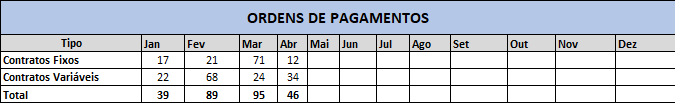 ORDENS DE PAGAMENTOS
Tipo Jan Fev Mar Abr Mai Jun Jul Ago Set Out Nov Dez
Contratos Fixos 17 21 71 12
Contratos Variáveis 22 68 24 34
Total 39 89 95 46